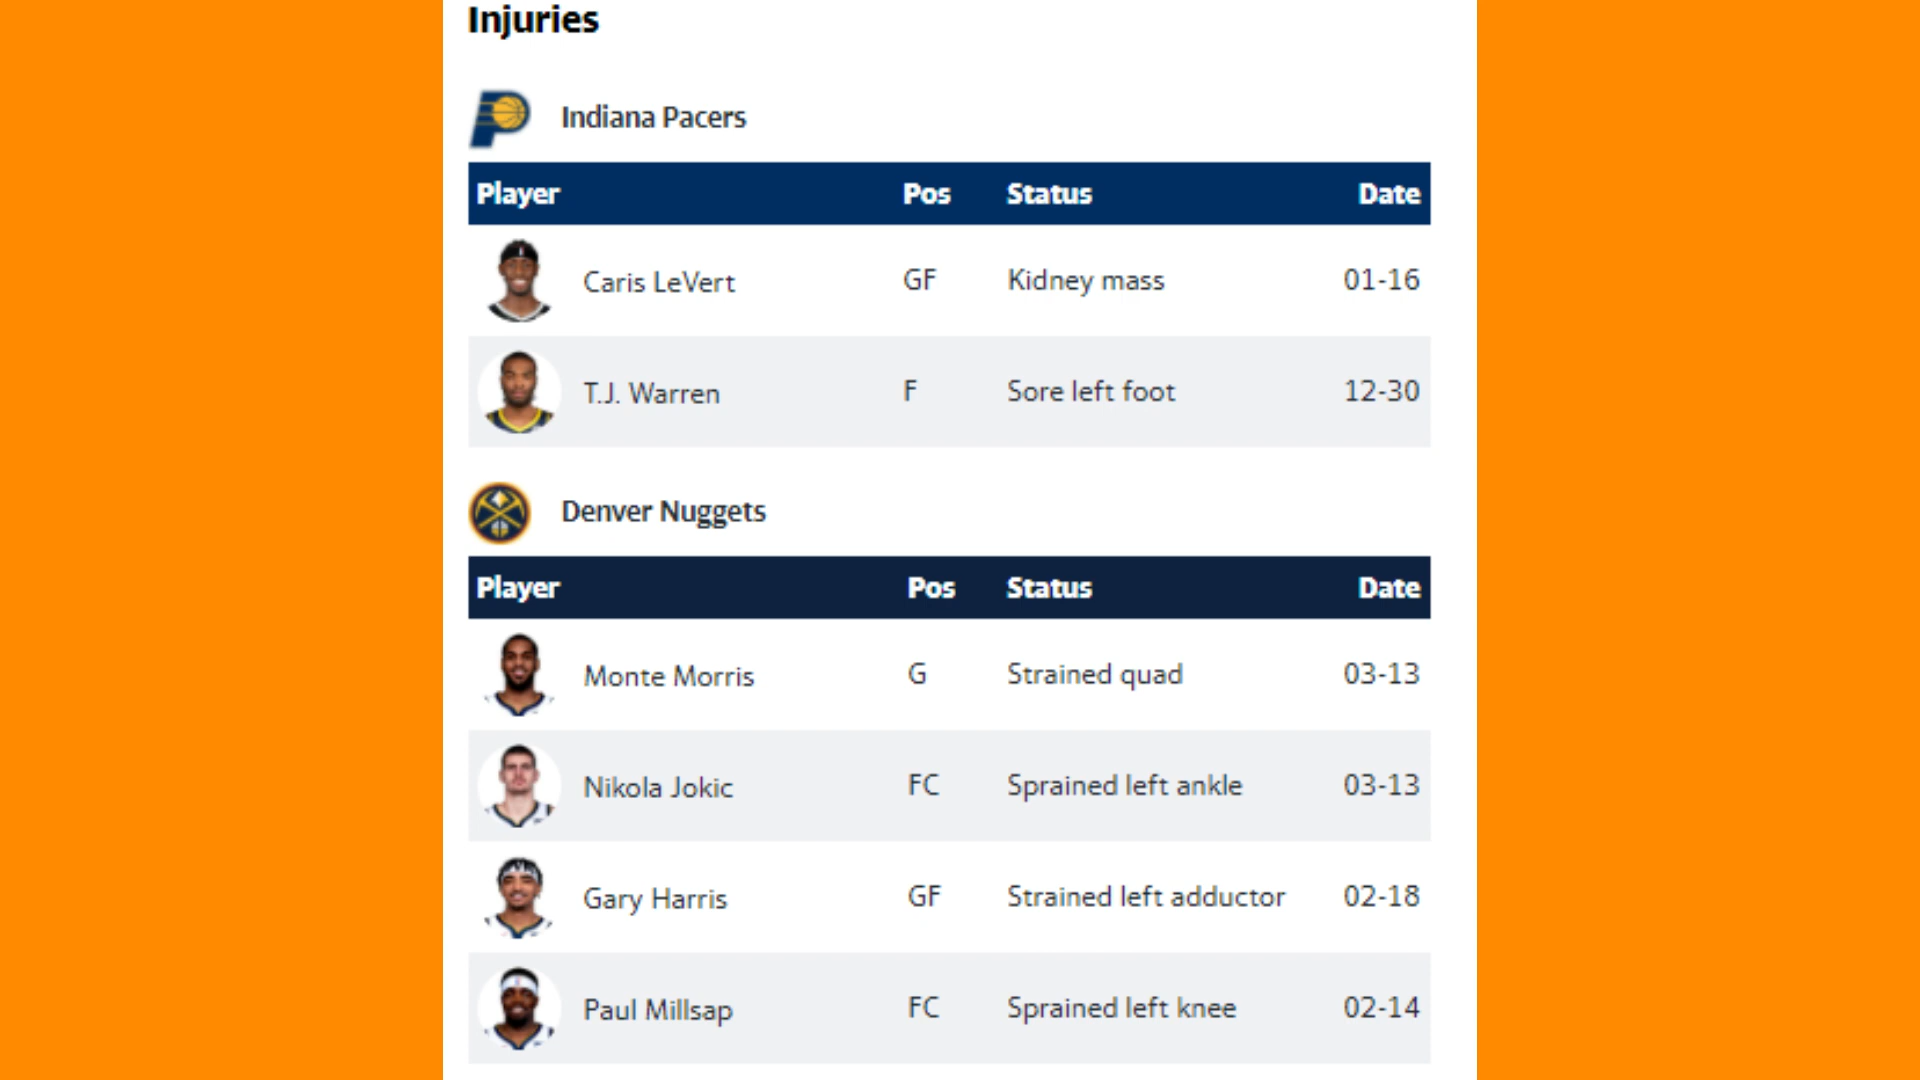 Injuries
Indiana Pacers
Player Pos Status Date
Caris LeVert GF Kidney mass 01-16
T.J. Warren F Sore left foot 12-30
Denver Nuggets
Player Pos Status Date
Monte Morris G Strained quad 03-13
Nikola Jokic FC Sprained left ankle 03-13
Gary Harris GF Strained left adductor 02-18
Paul Millsap FC Sprained left knee 02-14